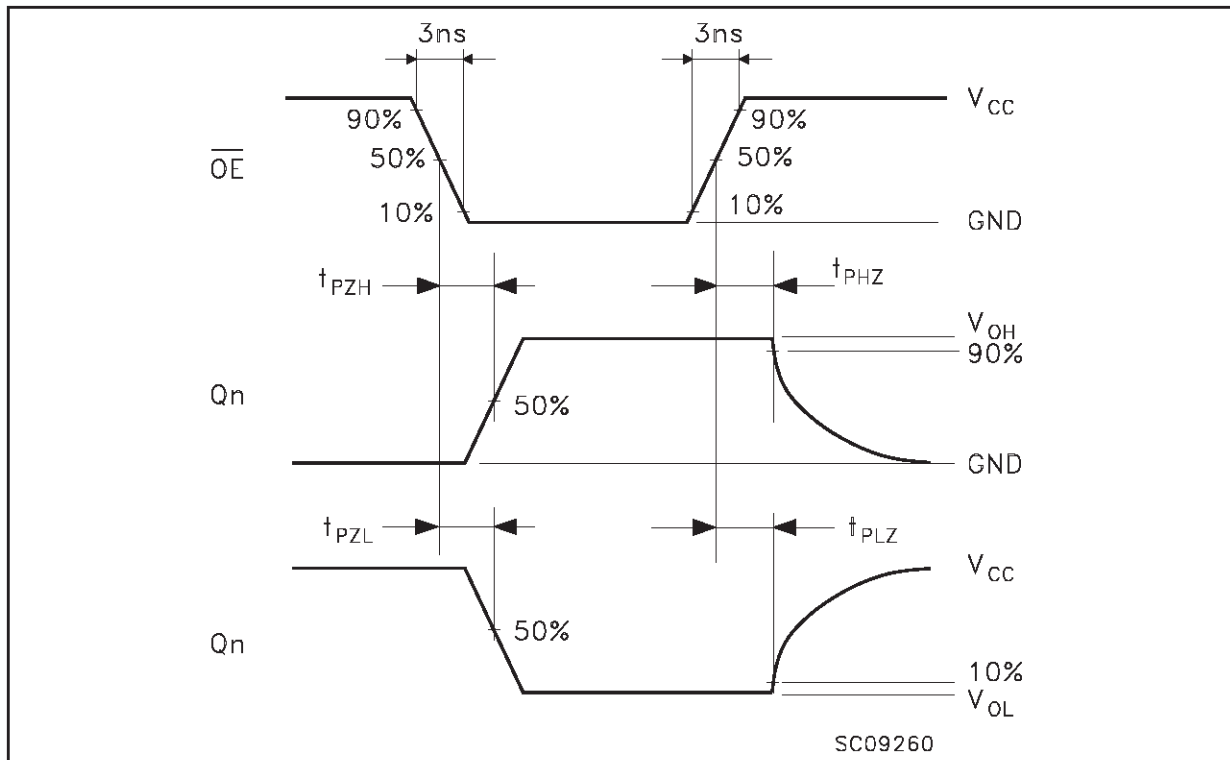 3ns 3ns
V_CC
90% 90%
OE
50% 50%
10% 10%
GND
t_PZH t_PHZ
V_OH
90%
Qn
50%
GND
t_PZL t_PLZ
V_CC
Qn
50%
10%
V_OL
SC09260